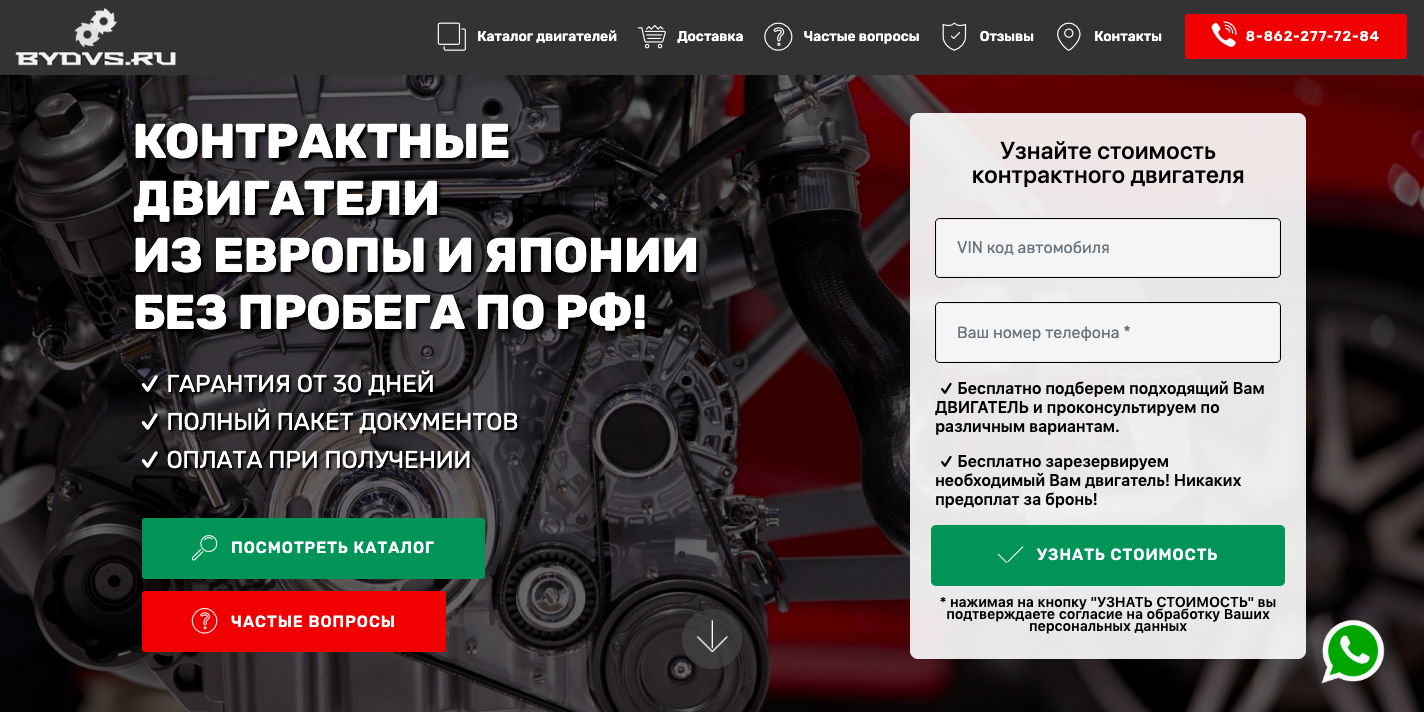 BYDVS.RU
Каталог двигателей
Доставка
Частые вопросы
Отзывы
Контакты
8-862-277-72-84
КОНТРАКТНЫЕ
ДВИГАТЕЛИ
ИЗ ЕВРОПЫ И ЯПОНИИ
БЕЗ ПРОБЕГА ПО РФ!
✓ ГАРАНТИЯ ОТ 30 ДНЕЙ
✓ ПОЛНЫЙ ПАКЕТ ДОКУМЕНТОВ
✓ ОПЛАТА ПРИ ПОЛУЧЕНИИ
ПОСМОТРЕТЬ КАТАЛОГ
ЧАСТЫЕ ВОПРОСЫ
Узнайте стоимость
контрактного двигателя
VIN код автомобиля
Ваш номер телефона *
✓ Бесплатно подберем подходящий Вам
ДВИГАТЕЛЬ и проконсультируем по
различным вариантам.
✓ Бесплатно зарезервируем
необходимый Вам двигатель! Никаких
предоплат за бронь!
УЗНАТЬ СТОИМОСТЬ
* нажимая на кнопку "УЗНАТЬ СТОИМОСТЬ" вы
подтверждаете согласие на обработку Ваших
персональных данных